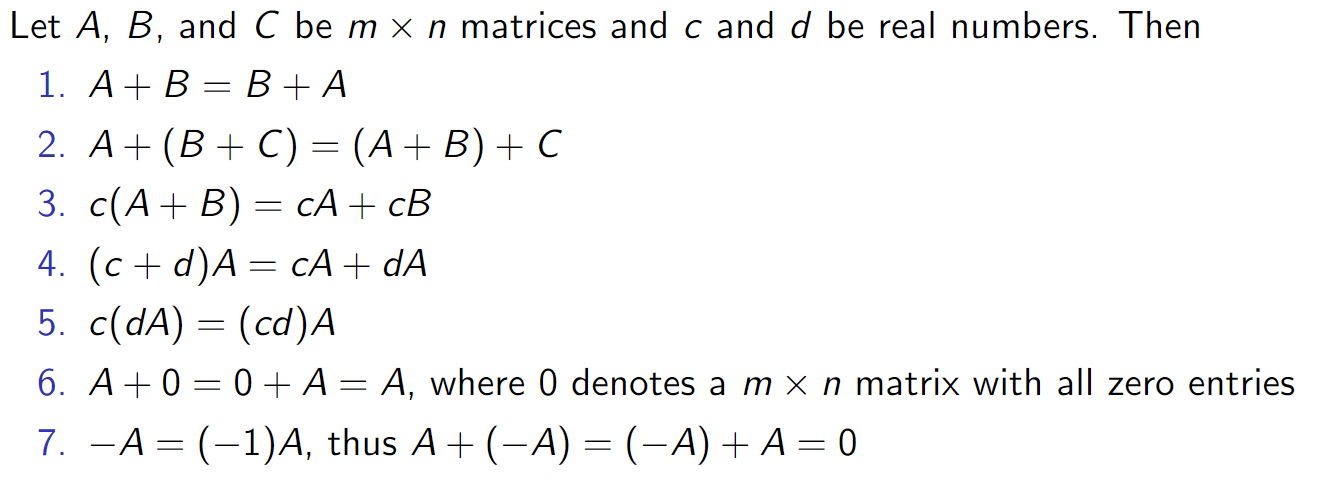 Let A, B, and C be m × n matrices and c and d be real numbers. Then
1. A + B = B + A
2. A + (B + C) = (A + B) + C
3. c(A + B) = cA + cB
4. (c + d)A = cA + dA
5. c(dA) = (cd)A
6. A + 0 = 0 + A = A, where 0 denotes a m × n matrix with all zero entries
7. −A = (−1)A, thus A + (−A) = (−A) + A = 0